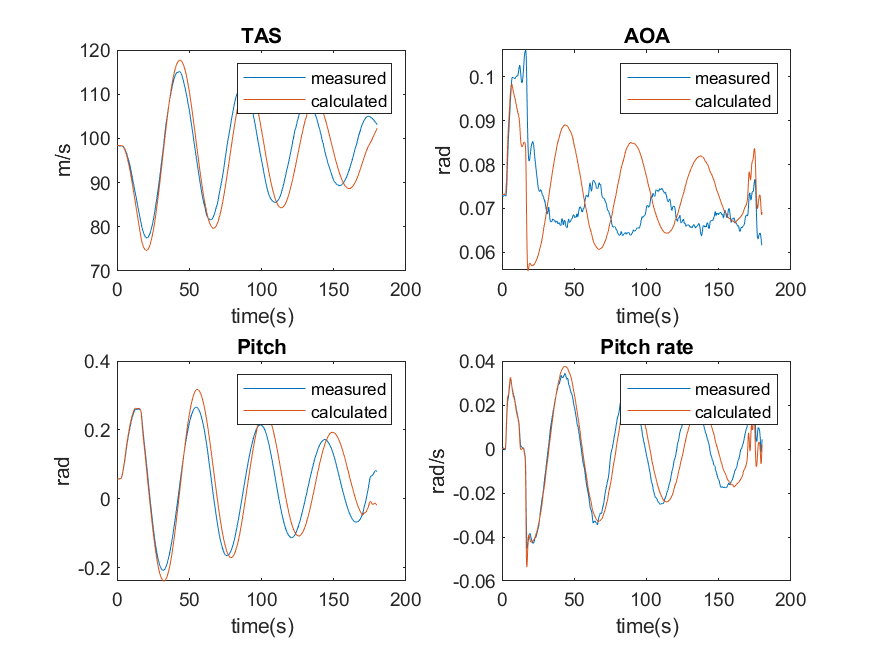 TAS
120
110
100
90
80
70
m/s
0
50
100
150
200
time(s)
measured
calculated
AOA
0.1
0.09
0.08
0.07
0.06
rad
0
50
100
150
200
time(s)
measured
calculated
Pitch
0.4
0.2
0
-0.2
rad
0
50
100
150
200
time(s)
measured
calculated
Pitch rate
0.04
0.02
0
-0.02
-0.04
-0.06
rad/s
0
50
100
150
200
time(s)
measured
calculated